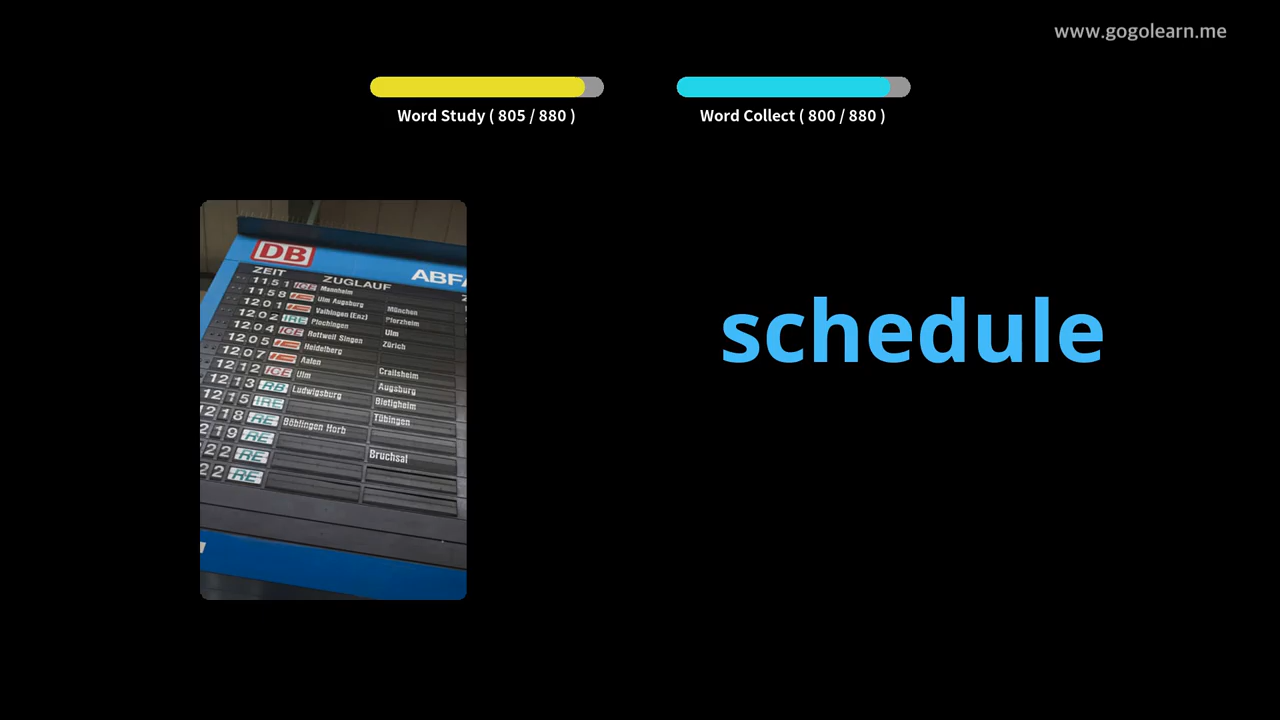 www.gogolearn.me
Word Study ( 805 / 880 )
Word Collect ( 800 / 880 )
schedule
DB
ZEIT ZUGLAUF
1151 ICE Mannheim
1158 Ulm Augsburg München
1201 Vaihingen (Enz) Pforzheim
1202 IRE Plochingen Ulm
1204 ICE Rottweil Singen Zürich
1205 Heidelberg
1207 Aalen Crailsheim
1212 ICE Ulm Augsburg
1213 RB Ludwigsburg Bietigheim
1215 IRE Tübingen
218 RE Böblingen Horb
219 RE Bruchsal
22 RE
22 RE